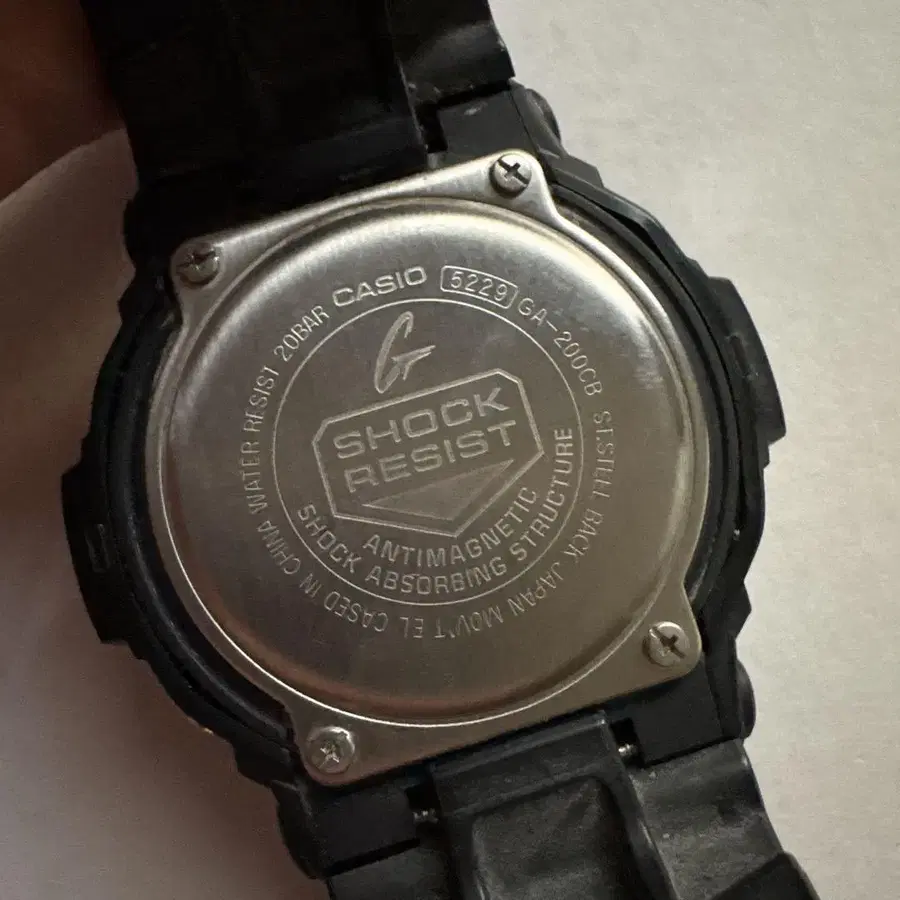 CASIO 5229 GA-200CB ST.STEEL BACK JAPAN MOV'T EL CASED IN CHINA WATER RESIST 20BAR
G
SHOCK
RESIST
ANTIMAGNETIC
SHOCK ABSORBING STRUCTURE